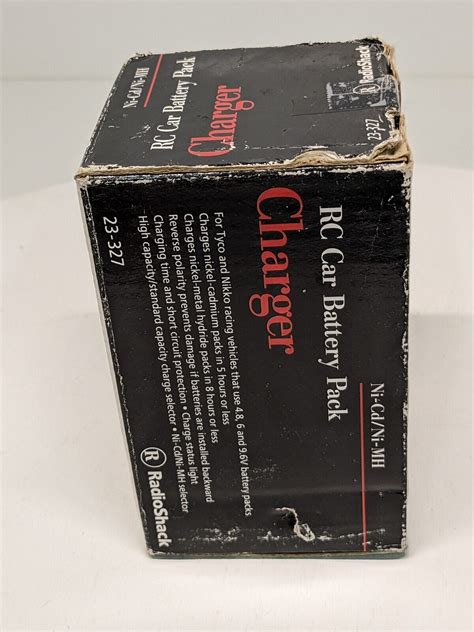 Ni-Cd/Ni-MH
RC Car Battery Pack
Charger
® RadioShack
23-327
Ni-Cd/Ni-MH
RC Car Battery Pack
Charger
For Tyco and Nikko racing vehicles that use 4.8, 6 and 9.6V battery packs
Charges nickel-cadmium packs in 5 hours or less
Charges nickel-metal hydride packs in 8 hours or less
Reverse polarity prevents damage if batteries are installed backward
Charging time and short circuit protection • Charge status light
High capacity/standard capacity charge selector • Ni-Cd/Ni-MH selector
23-327
® RadioShack